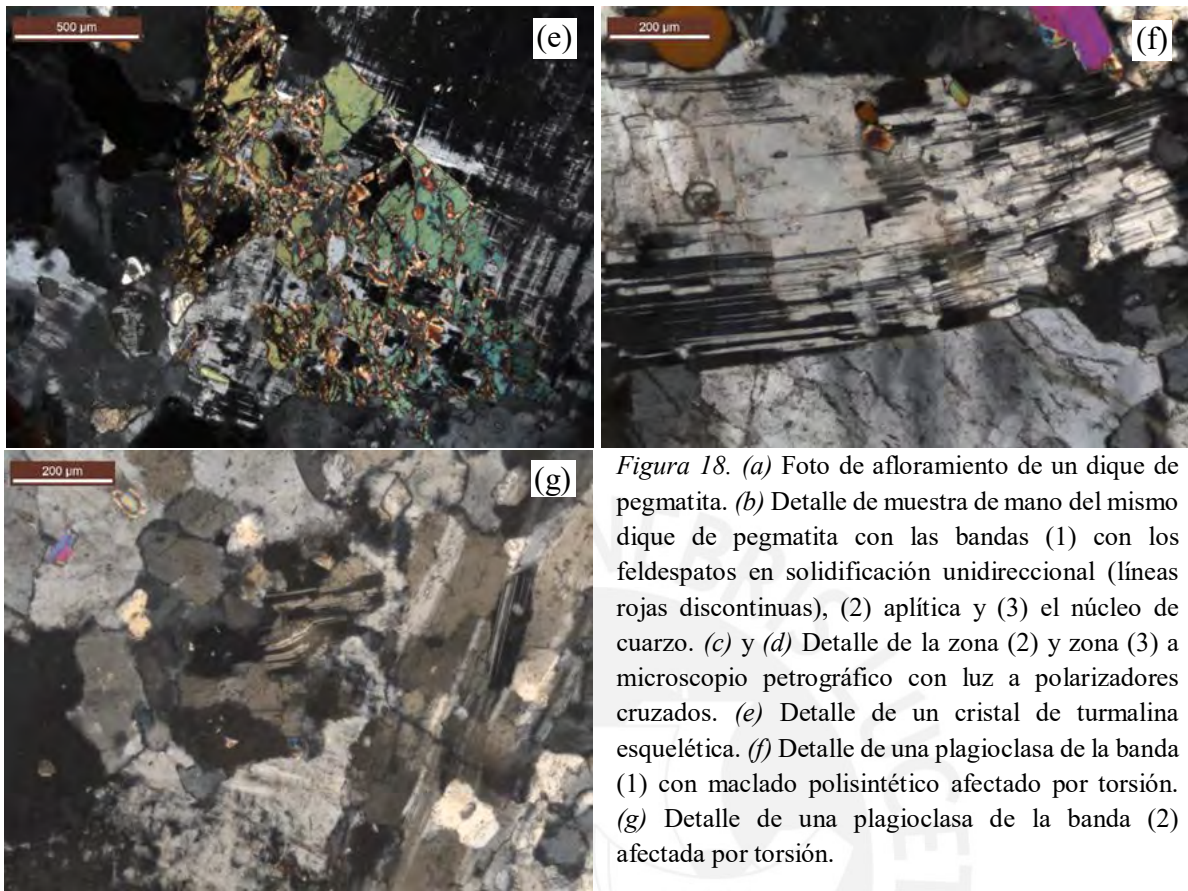 500 µm
(e)
200 µm
(f)
200 µm
(g)
Figura 18. (a) Foto de afloramiento de un dique de
pegmatita. (b) Detalle de muestra de mano del mismo
dique de pegmatita con las bandas (1) con los
feldespatos en solidificación unidireccional (líneas
rojas discontinuas), (2) aplítica y (3) el núcleo de
cuarzo. (c) y (d) Detalle de la zona (2) y zona (3) a
microscopio petrográfico con luz a polarizadores
cruzados. (e) Detalle de un cristal de turmalina
esquelética. (f) Detalle de una plagioclasa de la banda
(1) con maclado polisintético afectado por torsión.
(g) Detalle de una plagioclasa de la banda (2)
afectada por torsión.